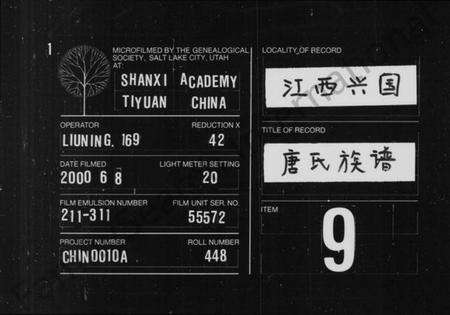 1
MICROFILMED BY THE GENEALOGICAL
SOCIETY, SALT LAKE CITY, UTAH
AT:
SHANXI ACADEMY
TIYUAN CHINA
OPERATOR REDUCTION X
LIUNING. 169 42
DATE FILMED LIGHT METER SETTING
2000 6 8 20
FILM EMULSION NUMBER FILM UNIT SER. NO.
211-311 55572
PROJECT NUMBER ROLL NUMBER
CHIN0010A 448
LOCALITY OF RECORD
江西兴国
TITLE OF RECORD
唐氏族谱
ITEM
9